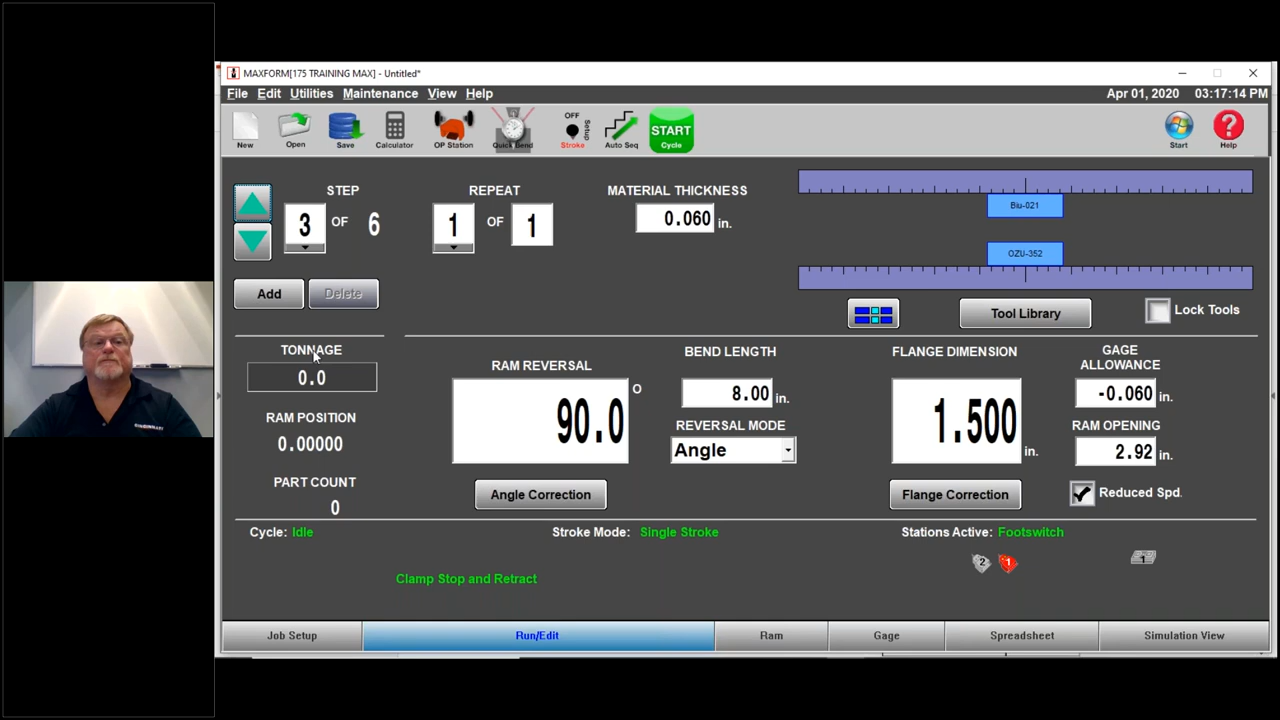 MAXFORM[175 TRAINING MAX] - Untitled*
File Edit Utilities Maintenance View Help
Apr 01, 2020 03:17:14 PM
OFF
Setup
START
New Open Save Calculator OP Station Quick Bend Stroke Auto Seq Cycle Start Help
STEP REPEAT MATERIAL THICKNESS
3 OF 6 1 OF 1 0.060 in.
Biu-021
OZU-352
Add Delete Tool Library Lock Tools
TONNAGE
0.0
RAM POSITION
0.00000
PART COUNT
0
RAM REVERSAL
90.0 O
Angle Correction
BEND LENGTH
8.00 in.
REVERSAL MODE
Angle
FLANGE DIMENSION
1.500 in.
Flange Correction
GAGE
ALLOWANCE
-0.060 in.
RAM OPENING
2.92 in.
Reduced Spd.
Cycle: Idle Stroke Mode: Single Stroke Stations Active: Footswitch
2 1 1
Clamp Stop and Retract
Job Setup Run/Edit Ram Gage Spreadsheet Simulation View